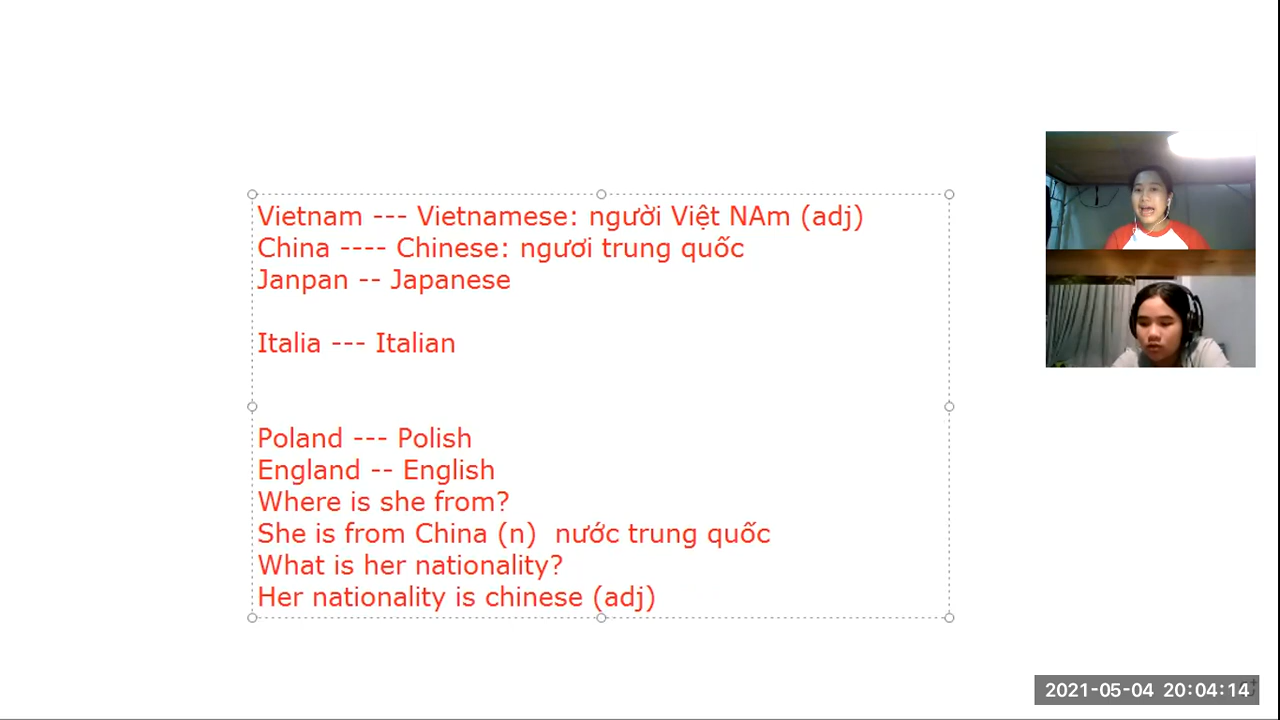 Vietnam --- Vietnamese: người Việt NAm (adj)
China ---- Chinese: ngươi trung quốc
Janpan -- Japanese
Italia --- Italian
Poland --- Polish
England -- English
Where is she from?
She is from China (n)  nước trung quốc
What is her nationality?
Her nationality is chinese (adj)
2021-05-04 20:04:14